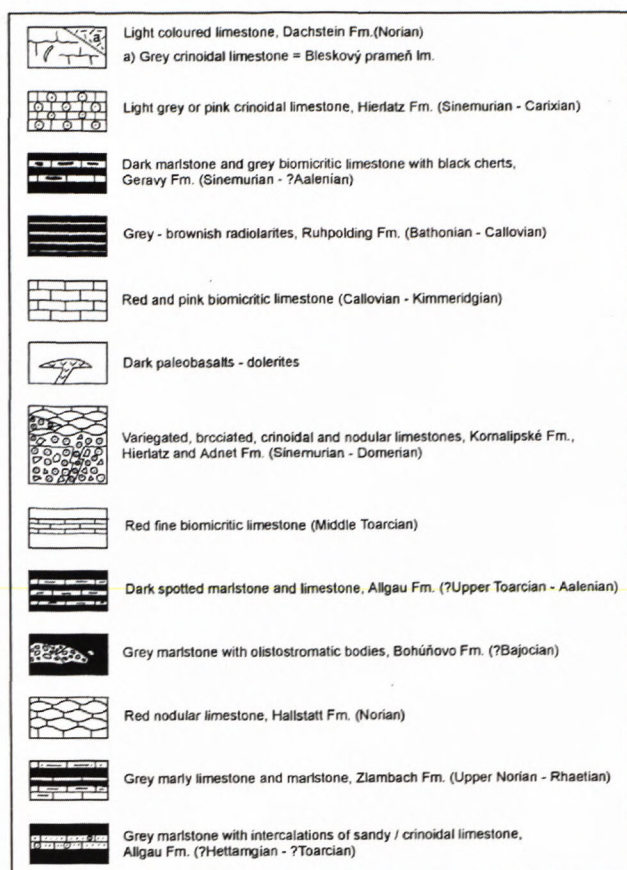 Light coloured limestone, Dachstein Fm.(Norian)
a
a) Grey crinoidal limestone = Bleskový prameň lm.
Light grey or pink crinoidal limestone, Hierlatz Fm. (Sinemurian - Carixian)
Dark marlstone and grey biomicritic limestone with black cherts,
Geravy Fm. (Sinemurian - ?Aalenian)
Grey - brownish radiolarites, Ruhpolding Fm. (Bathonian - Callovian)
Red and pink biomicritic limestone (Callovian - Kimmeridgian)
Dark paleobasalts - dolerites
Variegated, brcciated, crinoidal and nodular limestones, Kornalipské Fm.,
Hierlatz and Adnet Fm. (Sinemurian - Domerian)
Red fine biomicritic limestone (Middle Toarcian)
Dark spotted marlstone and limestone, Allgau Fm. (?Upper Toarcian - Aalenian)
Grey marlstone with olistostromatic bodies, Bohúňovo Fm. (?Bajocian)
Red nodular limestone, Hallstatt Fm. (Norian)
Grey marly limestone and marlstone, Zlambach Fm. (Upper Norian - Rhaetian)
Grey marlstone with intercalations of sandy / crinoidal limestone,
Allgau Fm. (?Hettamgian - ?Toarcian)